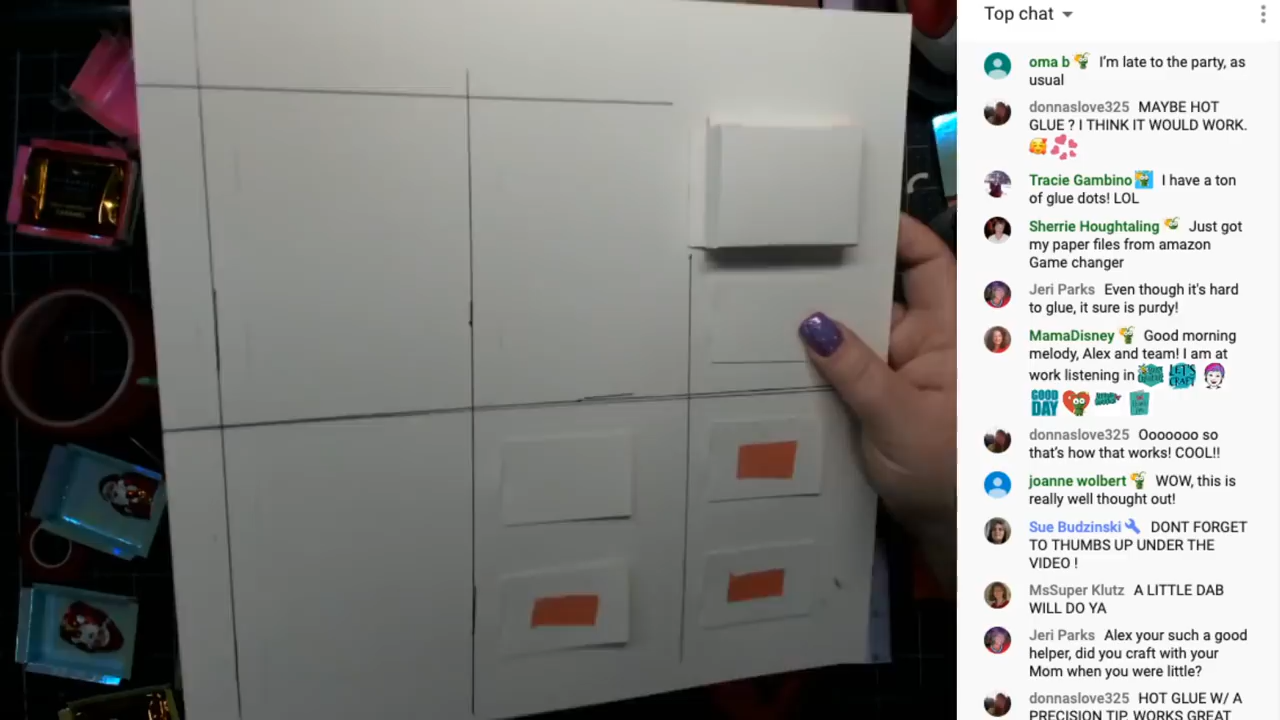 Top chat
oma b I'm late to the party, as
usual
donnaslove325 MAYBE HOT
GLUE ? I THINK IT WOULD WORK.
Tracie Gambino I have a ton
of glue dots! LOL
Sherrie Houghtaling Just got
my paper files from amazon
Game changer
Jeri Parks Even though it's hard
to glue, it sure is purdy!
MamaDisney Good morning
melody, Alex and team! I am at
work listening in LET'S CRAFT
GOOD DAY
donnaslove325 Ooooooo so
that's how that works! COOL!!
joanne wolbert WOW, this is
really well thought out!
Sue Budzinski DONT FORGET
TO THUMBS UP UNDER THE
VIDEO !
MsSuper Klutz A LITTLE DAB
WILL DO YA
Jeri Parks Alex your such a good
helper, did you craft with your
Mom when you were little?
donnaslove325 HOT GLUE W/ A
PRECISION TIP WORKS GREAT